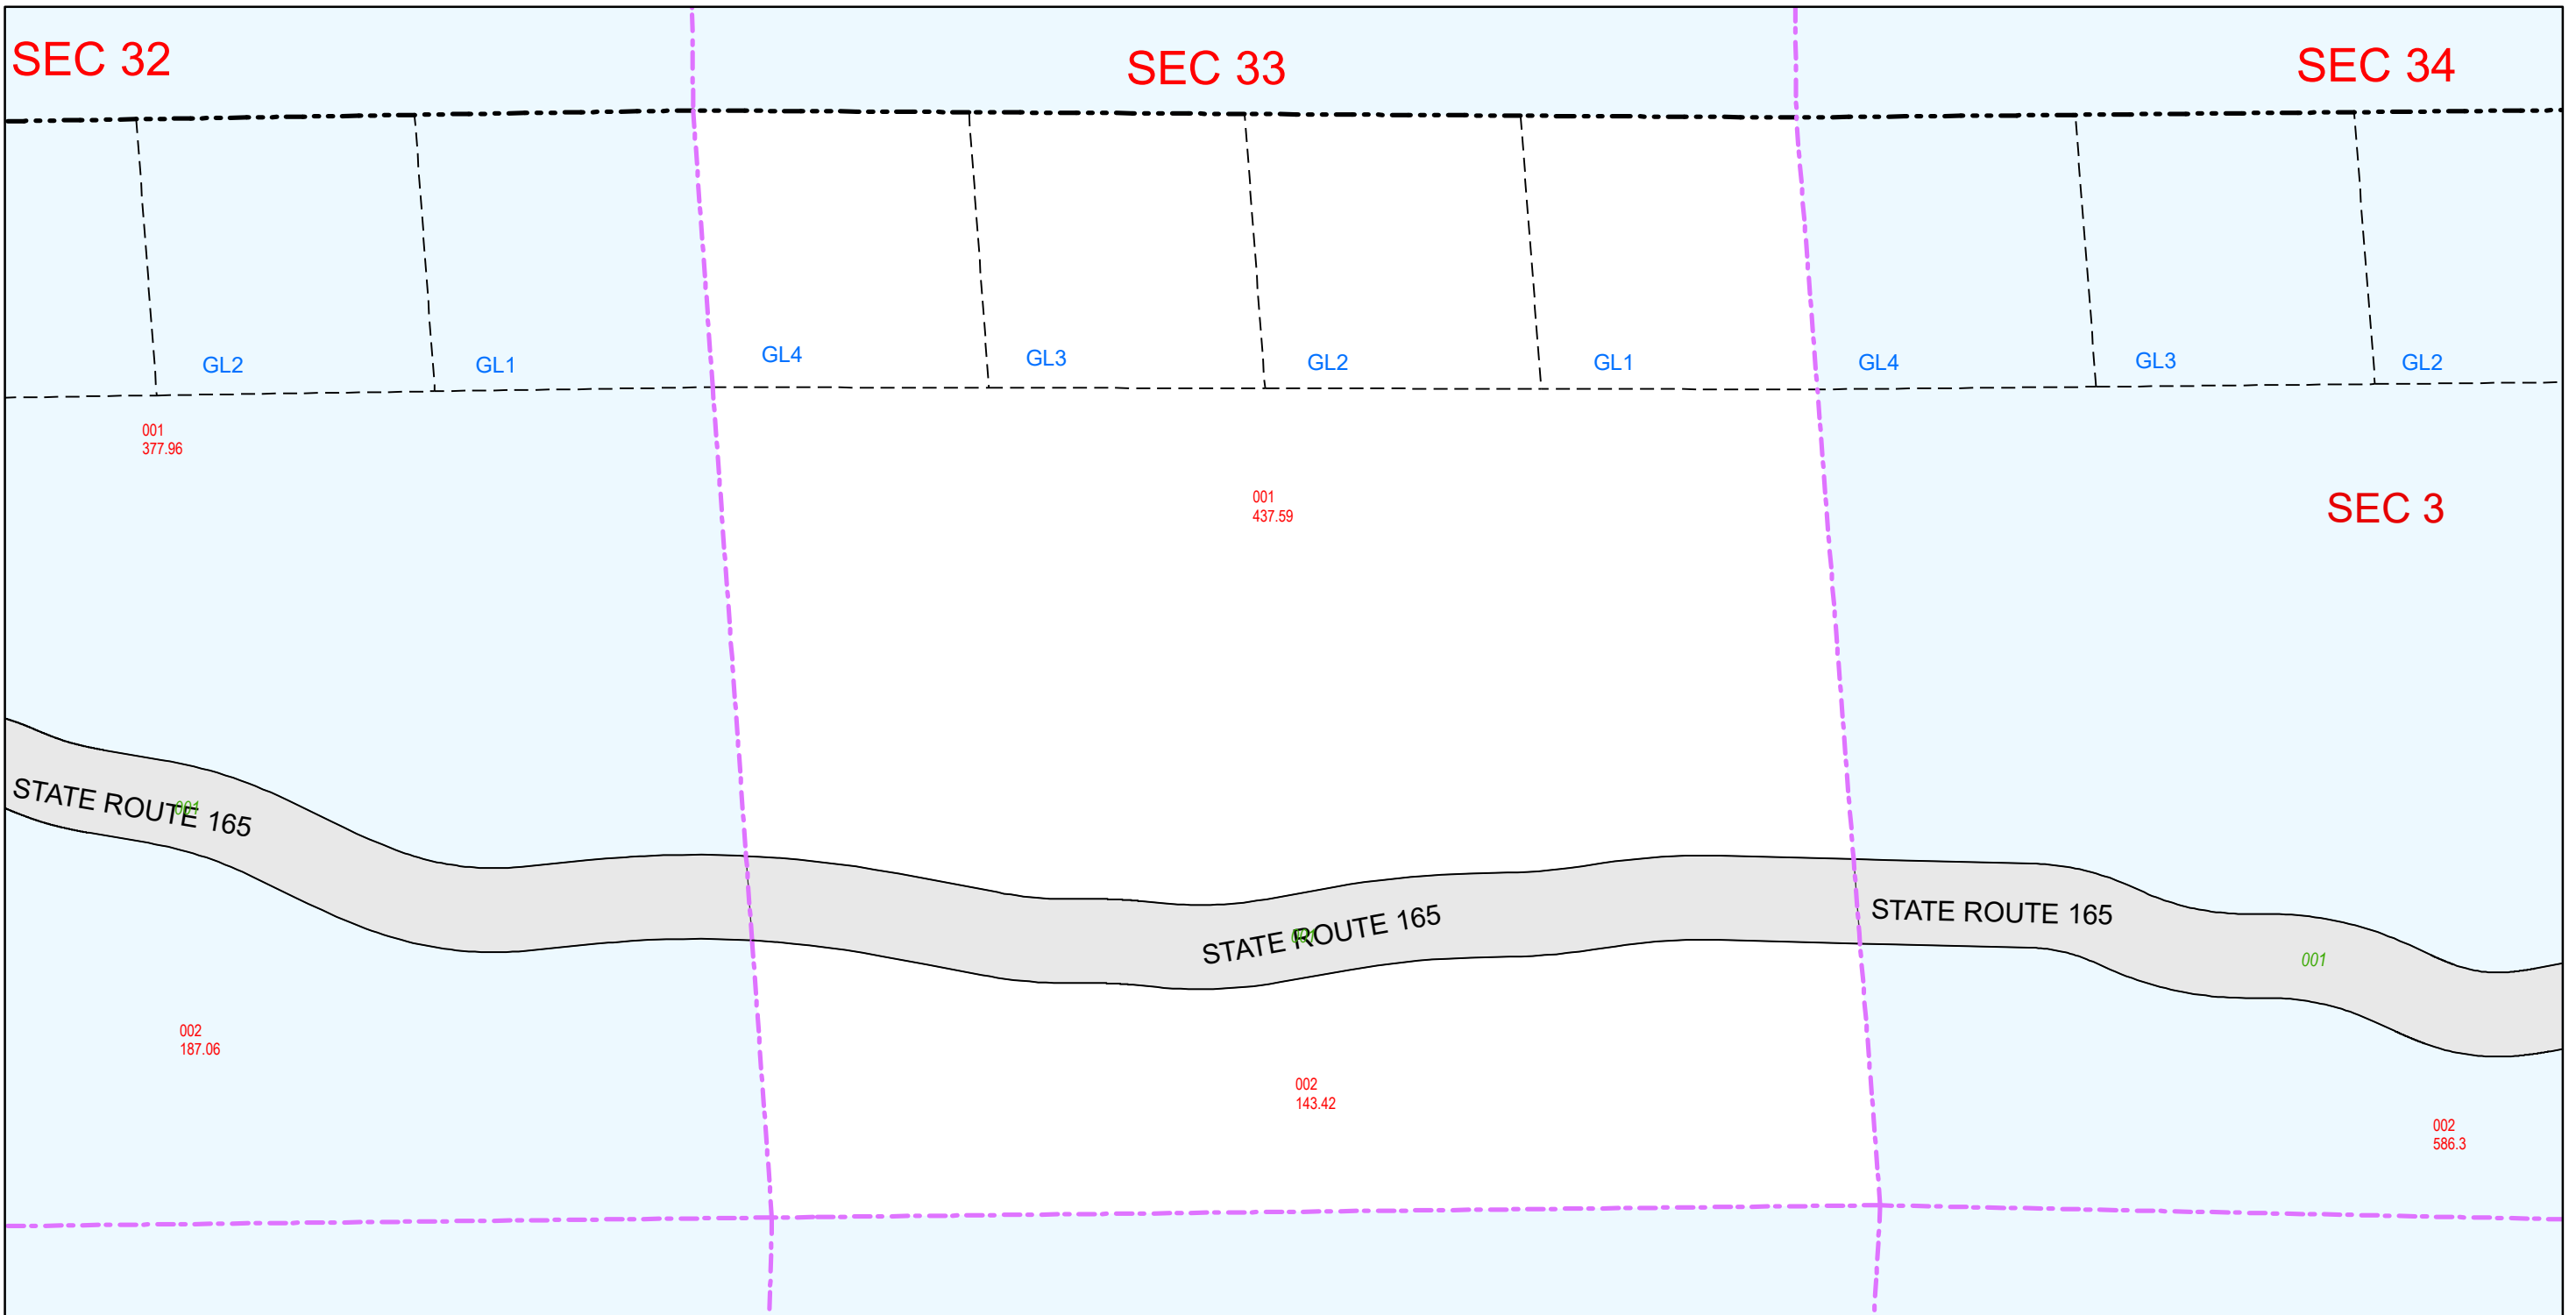 SEC 32
SEC 33
SEC 34
GL2
GL1
GL4
GL3
GL2
GL1
GL4
GL3
GL2
001
377.96
001
437.59
SEC 3
STATE ROUTE 165
001
STATE ROUTE 165
001
STATE ROUTE 165
001
002
187.06
002
143.42
002
586.3